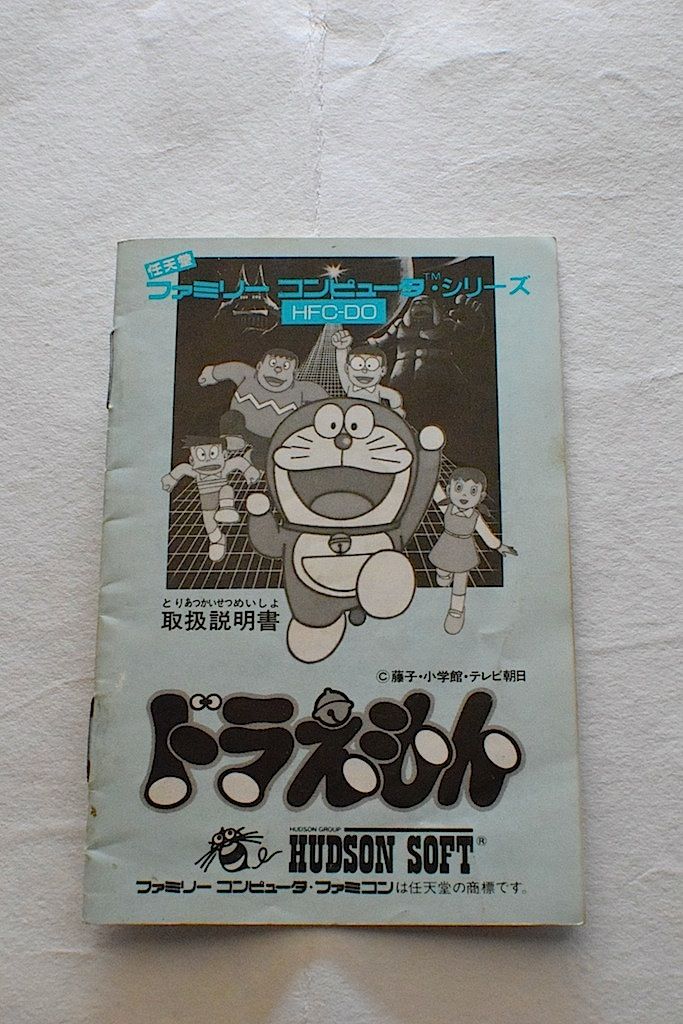 任天堂
ファミリー コンピュータ™・シリーズ
HFC-DO
とりあつかいせつめいしょ
取扱説明書
©藤子・小学館・テレビ朝日
ドラえもん
HUDSON GROUP
HUDSON SOFT®
ファミリー コンピュータ・ファミコンは任天堂の商標です。